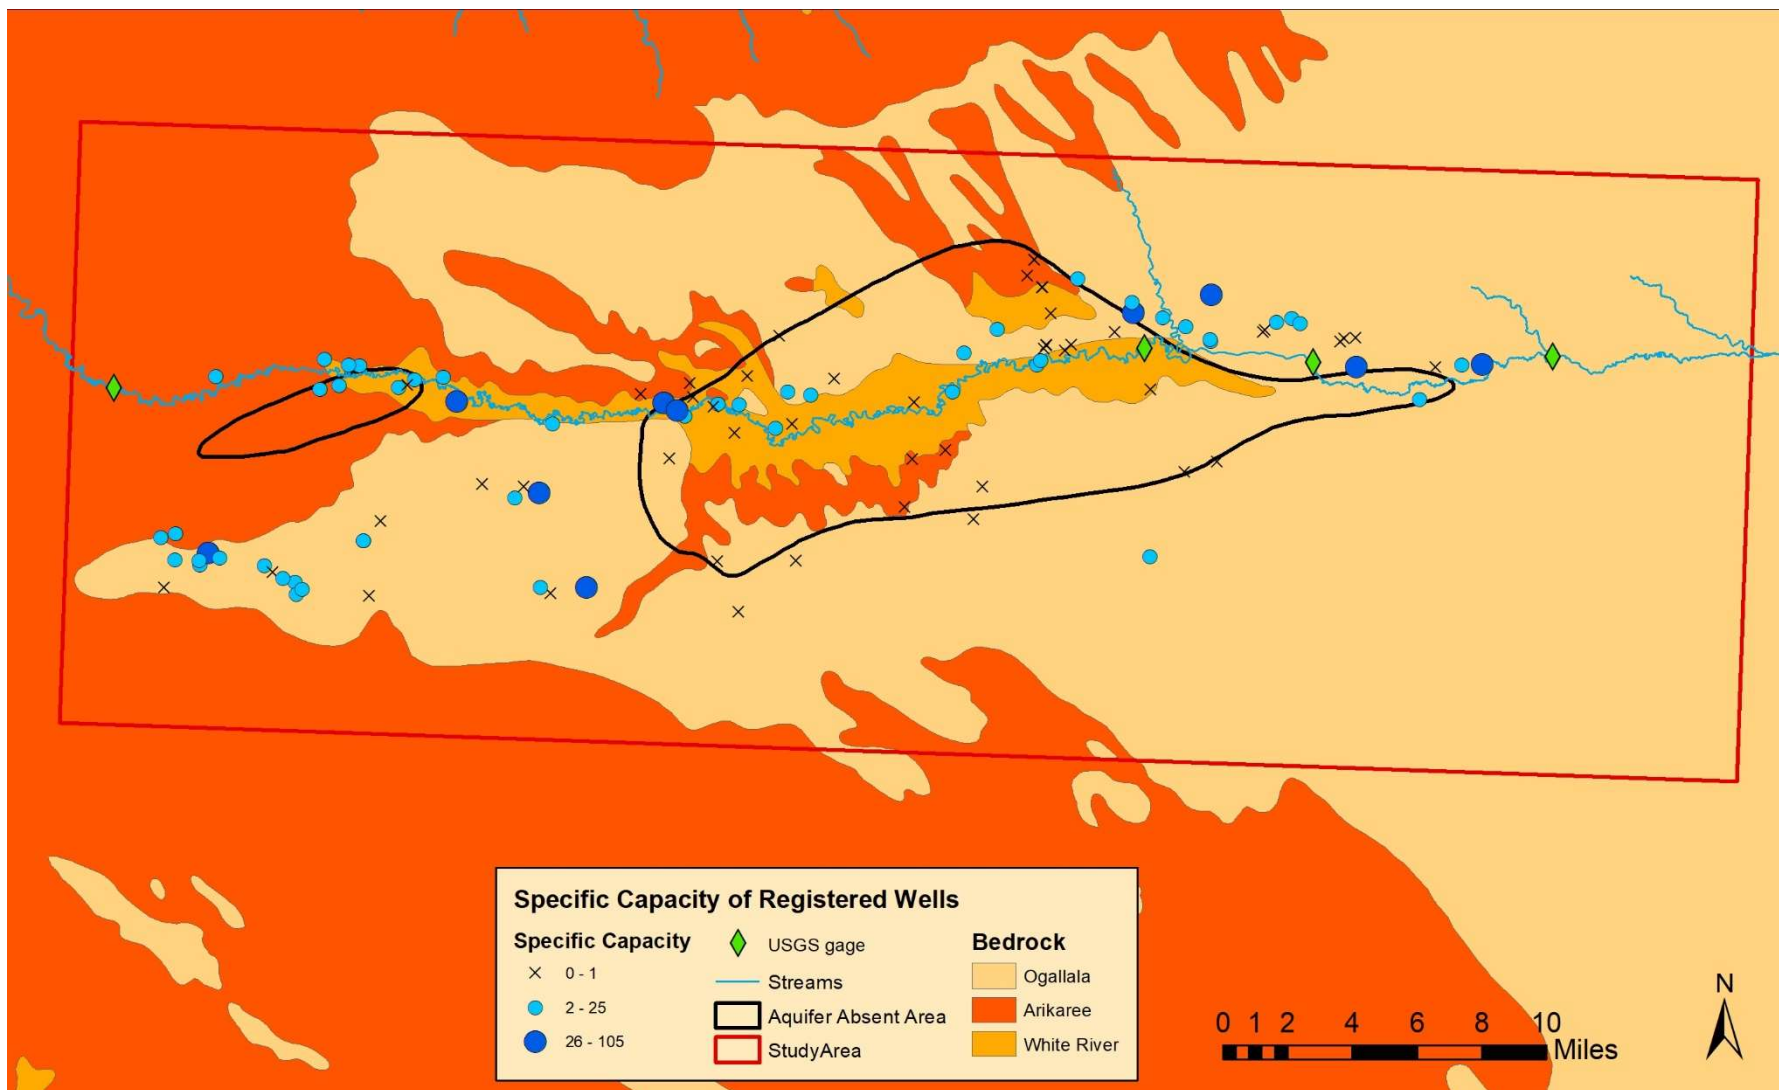 Specific Capacity of Registered Wells
Specific Capacity
0 - 1
2 - 25
26 - 105
USGS gage
Streams
Aquifer Absent Area
StudyArea
Bedrock
Ogallala
Arikaree
White River
0 1 2 4 6 8 10
Miles
N